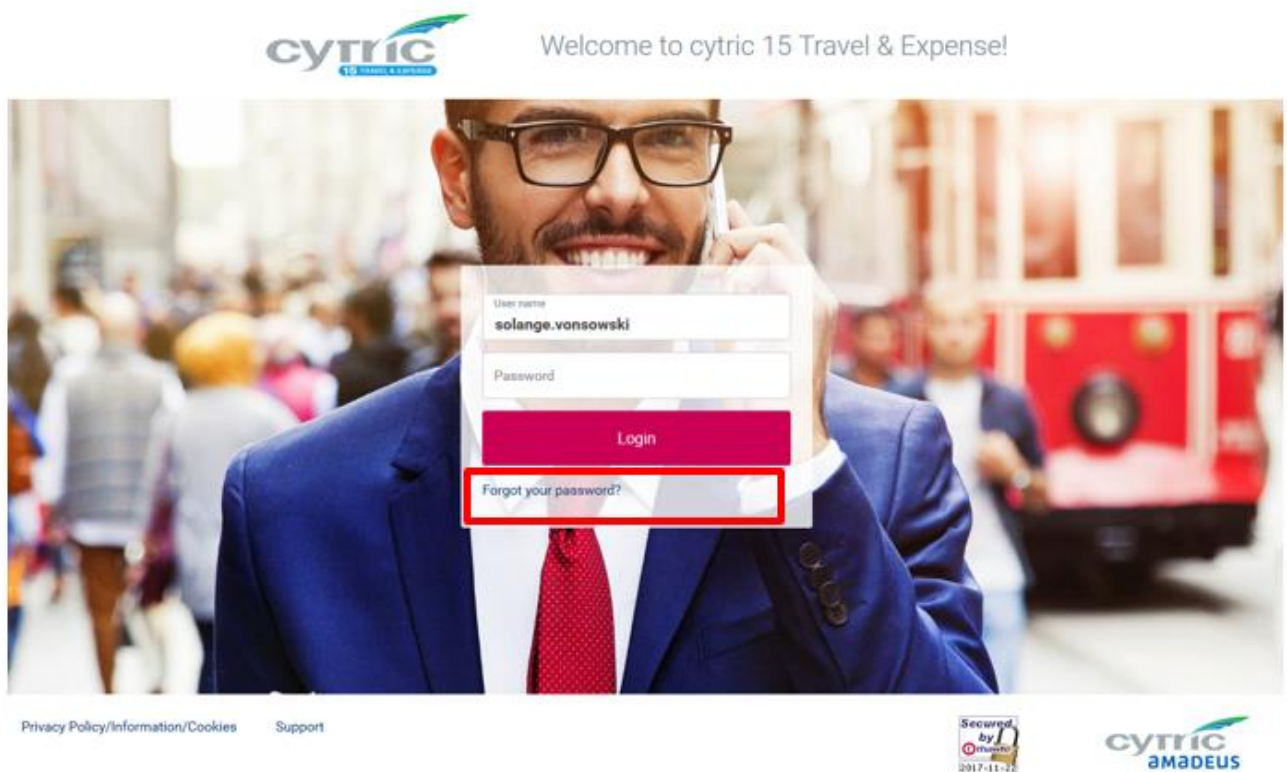 cytric
15 TRAVEL & EXPENSE
Welcome to cytric 15 Travel & Expense!
User name
solange.vonsowski
Password
Login
Forgot your password?
Privacy Policy/Information/Cookies
Support
Secured
by
thawte
2017-11-22
cytric
amadeus